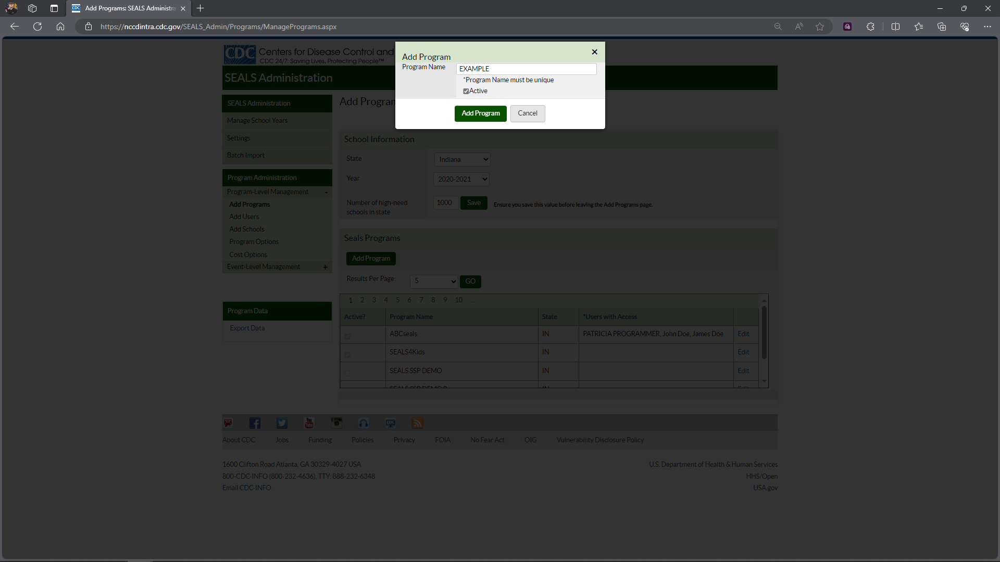 Add Programs: SEALS Administra
https://nccdintra.cdc.gov/SEALS_Admin/Programs/ManagePrograms.aspx
CDC Centers for Disease Control and
CDC 24/7: Saving Lives, Protecting People™
SEALS Administration
Add Program
Program Name EXAMPLE
*Program Name must be unique
Active
Add Program Cancel
SEALS Administration
Manage School Years
Settings
Batch Import
Program Administration
Program-Level Management -
Add Programs
Add Users
Add Schools
Program Options
Cost Options
Event-Level Management +
Program Data
Export Data
Add Program
School Information
State Indiana
Year 2020-2021
Number of high-need schools in state 1000 Save Ensure you save this value before leaving the Add Programs page.
Seals Programs
Add Program
Results Per Page: 5 GO
1 2 3 4 5 6 7 8 9 10 ...
Active? Program Name State *Users with Access
ABCseals IN PATRICIA PROGRAMMER, John Doe, James Doe Edit
SEALS4Kids IN Edit
SEALS SSP DEMO IN Edit
About CDC Jobs Funding Policies Privacy FOIA No Fear Act OIG Vulnerability Disclosure Policy
1600 Clifton Road Atlanta, GA 30329-4027 USA
800-CDC-INFO (800-232-4636), TTY: 888-232-6348
Email CDC-INFO
U.S. Department of Health & Human Services
HHS/Open
USA.gov